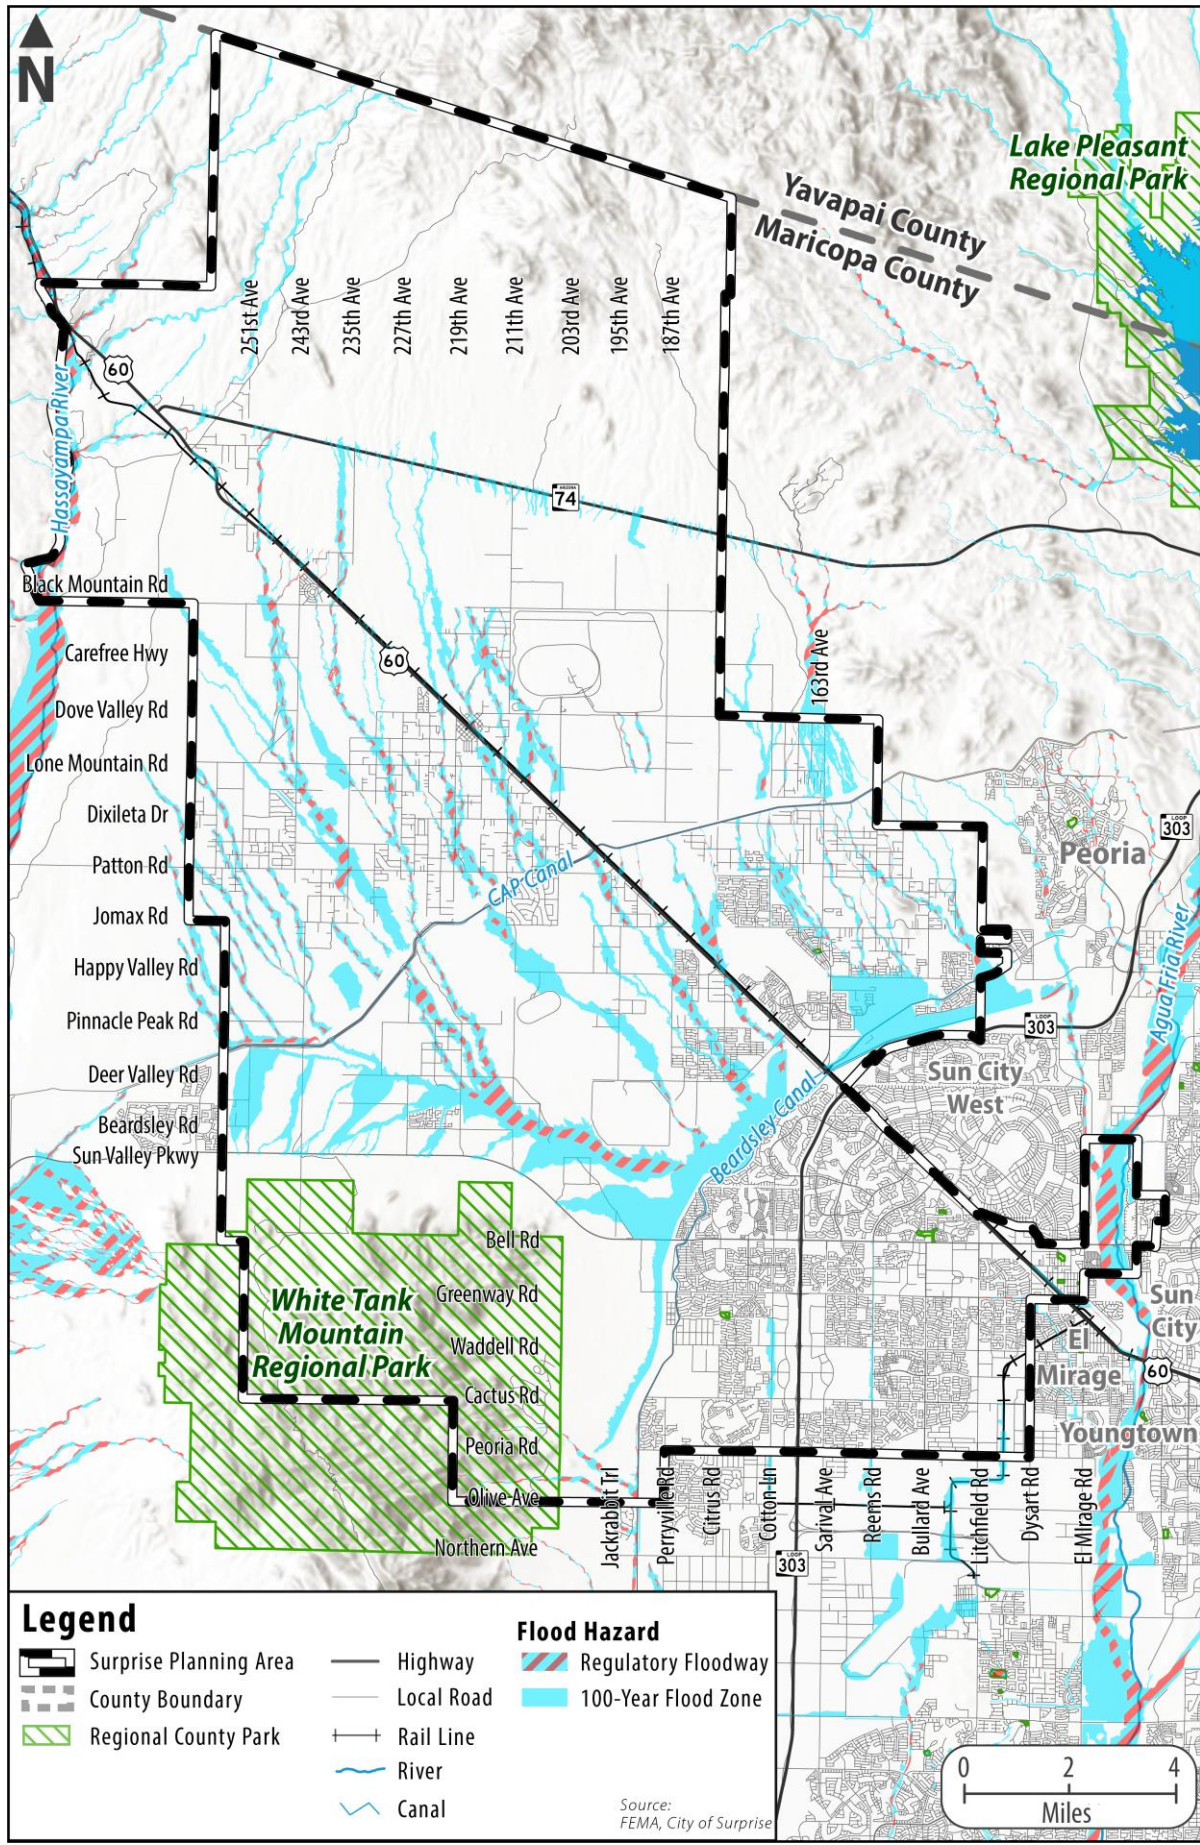 N
Lake Pleasant
Regional Park
Yavapai County
Maricopa County
251st Ave
243rd Ave
235th Ave
227th Ave
219th Ave
211th Ave
203rd Ave
195th Ave
187th Ave
60
Hassayampa River
ARIZONA
74
Black Mountain Rd
Carefree Hwy
60
163rd Ave
Dove Valley Rd
Lone Mountain Rd
Dixileta Dr
LOOP
303
Peoria
Patton Rd
CAP Canal
Jomax Rd
Happy Valley Rd
Agua Fria River
Pinnacle Peak Rd
LOOP
303
Deer Valley Rd
Sun City
West
Beardsley Canal
Beardsley Rd
Sun Valley Pkwy
Bell Rd
Greenway Rd
White Tank
Mountain
Regional Park
Waddell Rd
Cactus Rd
Peoria Rd
Olive Ave
Northern Ave
Sun
City
El
Mirage
60
Youngtown
Jackrabbit Trl
Perryville Rd
Citrus Rd
Cotton Ln
Sarival Ave
Reems Rd
Bullard Ave
Litchfield Rd
Dysart Rd
El Mirage Rd
LOOP
303
Legend
Surprise Planning Area
County Boundary
Regional County Park
Highway
Local Road
Rail Line
River
Canal
Flood Hazard
Regulatory Floodway
100-Year Flood Zone
Source:
FEMA, City of Surprise
0 2 4
Miles